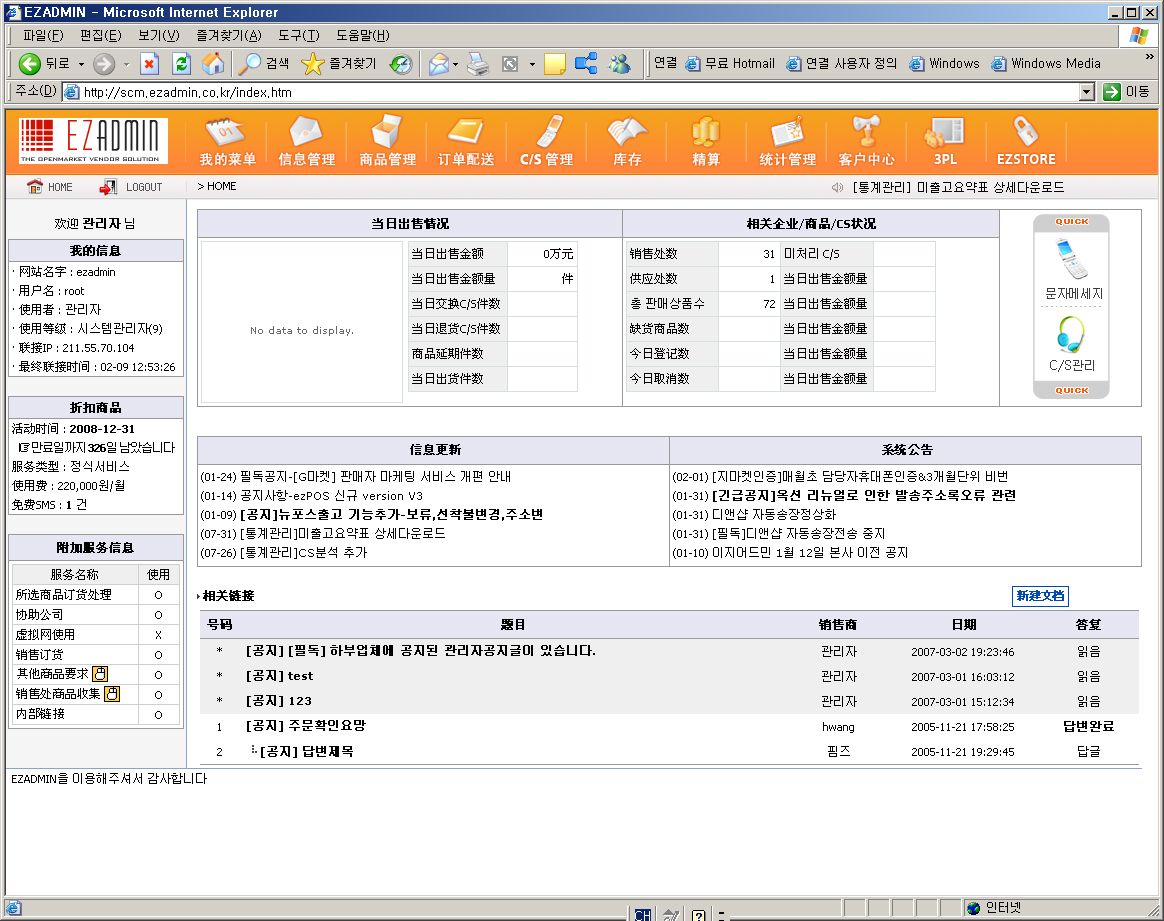 EZADMIN - Microsoft Internet Explorer
파일(F) 편집(E) 보기(V) 즐겨찾기(A) 도구(T) 도움말(H)
뒤로 검색 즐겨찾기 연결 무료 Hotmail 연결 사용자 정의 Windows Windows Media »
주소(D) http://scm.ezadmin.co.kr/index.htm 이동
EZADMIN
THE OPENMARKET VENDOR SOLUTION
我的菜单 信息管理 商品管理 订单配送 C/S 管理 库存 精算 统计管理 客户中心 3PL EZSTORE
HOME LOGOUT > HOME [통계관리] 미출고요약표 상세다운로드
欢迎 관리자 님
我的信息
· 网站名字 : ezadmin
· 用户名 : root
· 使用者 : 관리자
· 使用等级 : 시스템관리자(9)
· 联接IP : 211.55.70.104
· 最终联接时间 : 02-09 12:53:26
折扣商品
活动时间 : 2008-12-31
☞만료일까지326일 남았습니다
服务类型 : 정식서비스
使用费 : 220,000원/월
免费SMS : 1 건
附加服务信息
服务名称 使用
所选商品订货处理 O
协助公司 O
虚拟网使用 X
销售订货 O
其他商品要求 O
销售处商品收集 O
内部链接 O
当日出售情况
No data to display.
当日出售金额 0万元
当日出售金额量 件
当日交换C/S件数
当日退货C/S件数
商品延期件数
当日出货件数
相关企业/商品/CS状况
销售处数 31 미처리 C/S
供应处数 1 当日出售金额量
총 판매상품수 72 当日出售金额量
缺货商品数 当日出售金额量
今日登记数 当日出售金额量
今日取消数 当日出售金额量
QUICK
문자메세지
C/S관리
QUICK
信息更新
(01-24) 필독공지-[G마켓] 판매자 마케팅 서비스 개편 안내
(01-14) 공지사항-ezPOS 신규 version V3
(01-09) [공지]뉴포스출고 기능추가-보류,선착불변경,주소변
(07-31) [통계관리]미출고요약표 상세다운로드
(07-26) [통계관리]CS분석 추가
系统公告
(02-01) [지마켓인증]매월초 담당자휴대폰인증&3개월단위 비번
(01-31) [긴급공지]옥션 리뉴얼로 인한 발송주소록오류 관련
(01-31) 디앤샵 자동송장정상화
(01-31) [필독]디앤샵 자동송장전송 중지
(01-10) 이지어드민 1월 12일 본사 이전 공지
相关链接 新建文档
号码 题目 销售商 日期 答复
* [공지] [필독] 하부업체에 공지된 관리자공지글이 있습니다. 관리자 2007-03-02 19:23:46 읽음
* [공지] test 관리자 2007-03-01 16:03:12 읽음
* [공지] 123 관리자 2007-03-01 15:12:34 읽음
1 [공지] 주문확인요망 hwang 2005-11-21 17:58:25 답변완료
2 [공지] 답변제목 핌즈 2005-11-21 19:29:45 답글
EZADMIN을 이용해주셔서 감사합니다
CH ? 인터넷